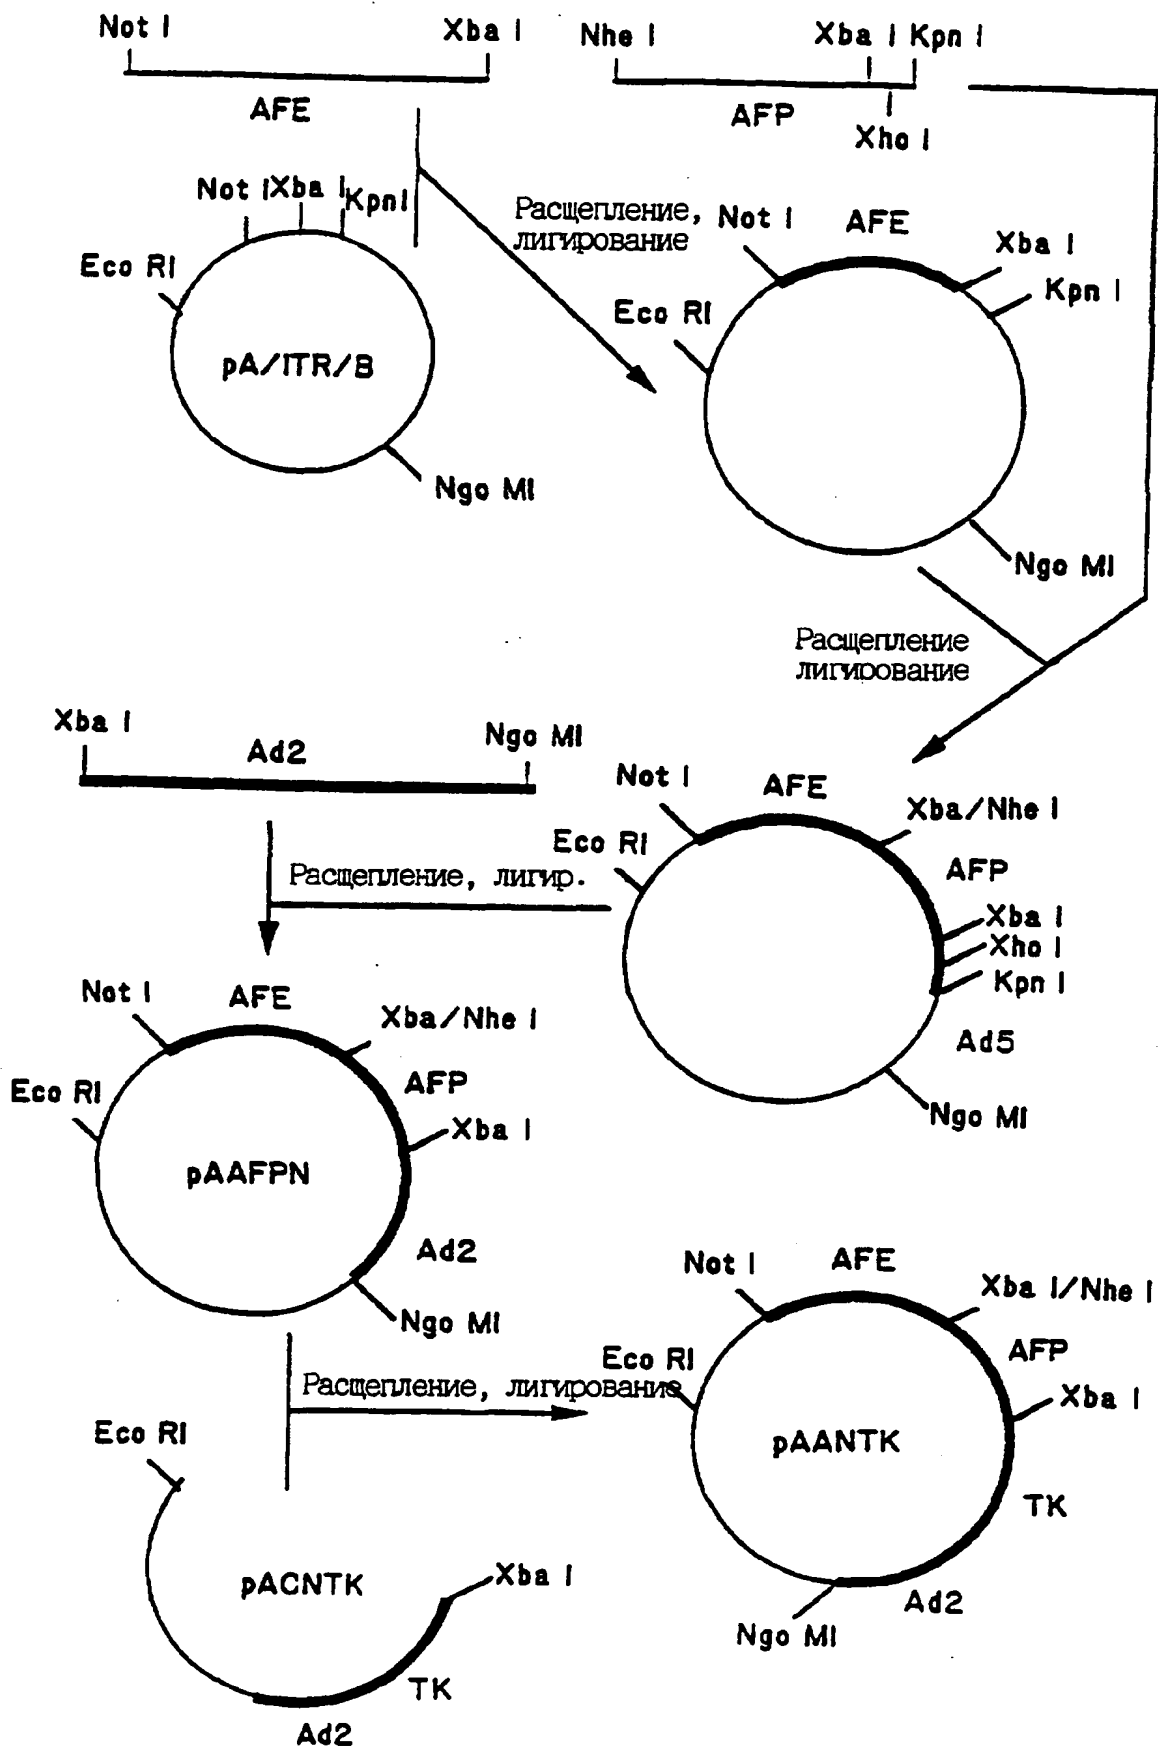 Not I
Xba I
Nhe I
Xba I
Kpn I
AFE
AFP
Xho I
Not I
Xba I
Kpn I
Eco RI
pA/ITR/B
Ngo MI
Расщепление,
лигирование
Not I
AFE
Xba I
Kpn I
Eco RI
Ngo MI
Расщепление
лигирование
Xba I
Ad2
Ngo MI
Not I
AFE
Xba/Nhe I
Eco RI
AFP
Xba I
Xho I
Kpn I
Ad5
Ngo MI
Расщепление, лигир.
Not I
AFE
Xba/Nhe I
Eco RI
AFP
Xba I
pAAFPN
Ad2
Ngo MI
Расщепление, лигирование
Eco RI
pACNTK
Xba I
TK
Ad2
Not I
AFE
Xba I/Nhe I
Eco RI
AFP
Xba I
pAANTK
TK
Ad2
Ngo MI